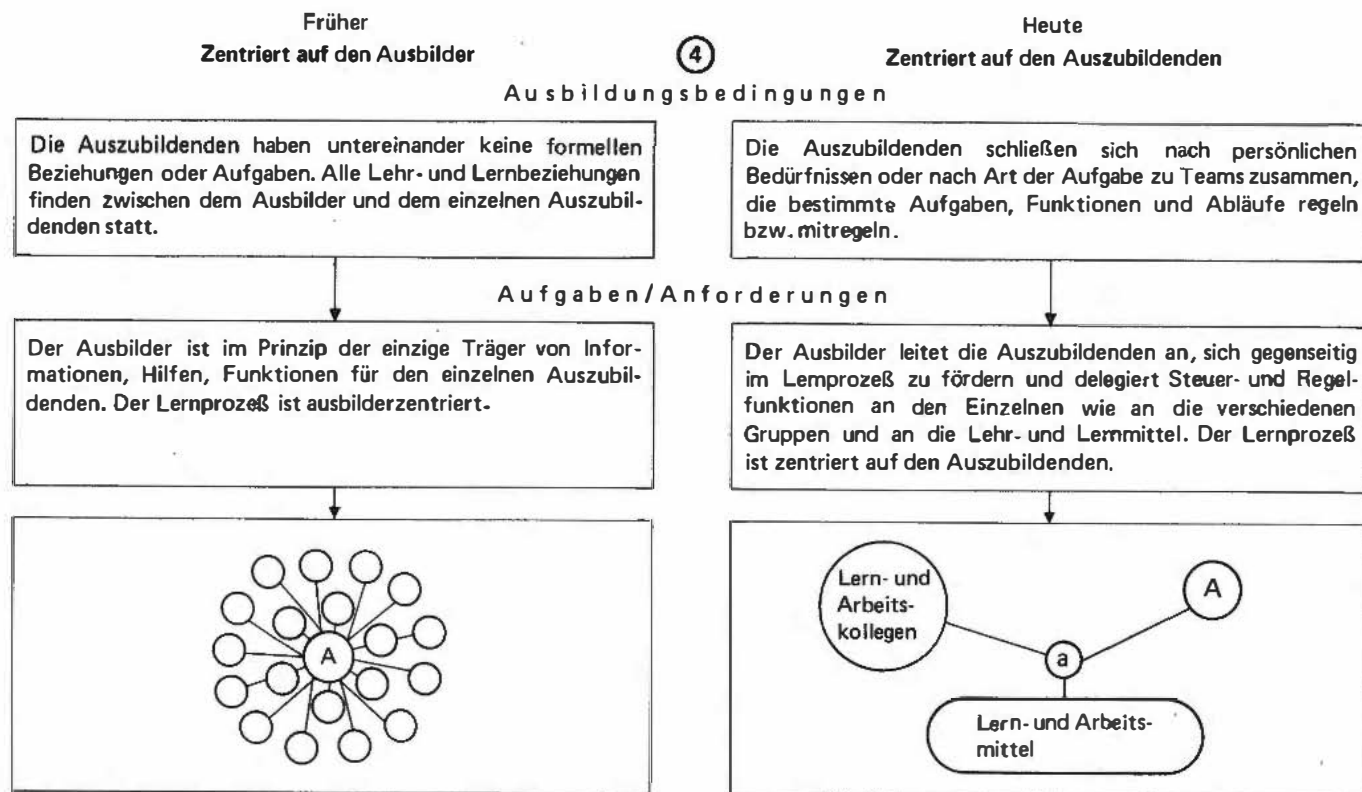 Früher
Zentriert auf den Ausbilder
4
Heute
Zentriert auf den Auszubildenden
Ausbildungsbedingungen
Die Auszubildenden haben untereinander keine formellen
Beziehungen oder Aufgaben. Alle Lehr- und Lernbeziehungen
finden zwischen dem Ausbilder und dem einzelnen Auszubil-
denden statt.
Die Auszubildenden schließen sich nach persönlichen
Bedürfnissen oder nach Art der Aufgabe zu Teams zusammen,
die bestimmte Aufgaben, Funktionen und Abläufe regeln
bzw. mitregeln.
Aufgaben/Anforderungen
Der Ausbilder ist im Prinzip der einzige Träger von Infor-
mationen, Hilfen, Funktionen für den einzelnen Auszubil-
denden. Der Lernprozeß ist ausbilderzentriert.
Der Ausbilder leitet die Auszubildenden an, sich gegenseitig
im Lernprozeß zu fördern und delegiert Steuer- und Regel-
funktionen an den Einzelnen wie an die verschiedenen
Gruppen und an die Lehr- und Lernmittel. Der Lernprozeß
ist zentriert auf den Auszubildenden.
A
Lern- und
Arbeits-
kollegen
A
a
Lern- und Arbeits-
mittel